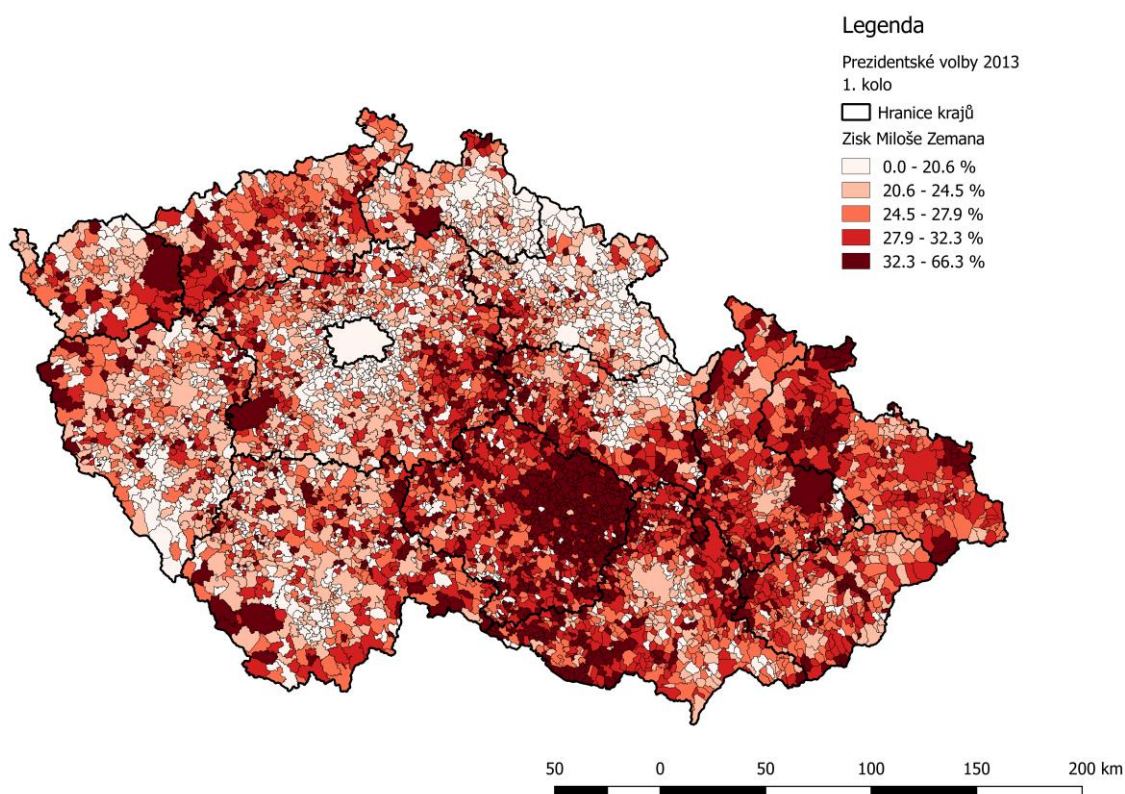 Legenda
Prezidentské volby 2013
1. kolo
Hranice krajů
Zisk Miloše Zemana
0.0 - 20.6 %
20.6 - 24.5 %
24.5 - 27.9 %
27.9 - 32.3 %
32.3 - 66.3 %
50 0 50 100 150 200 km